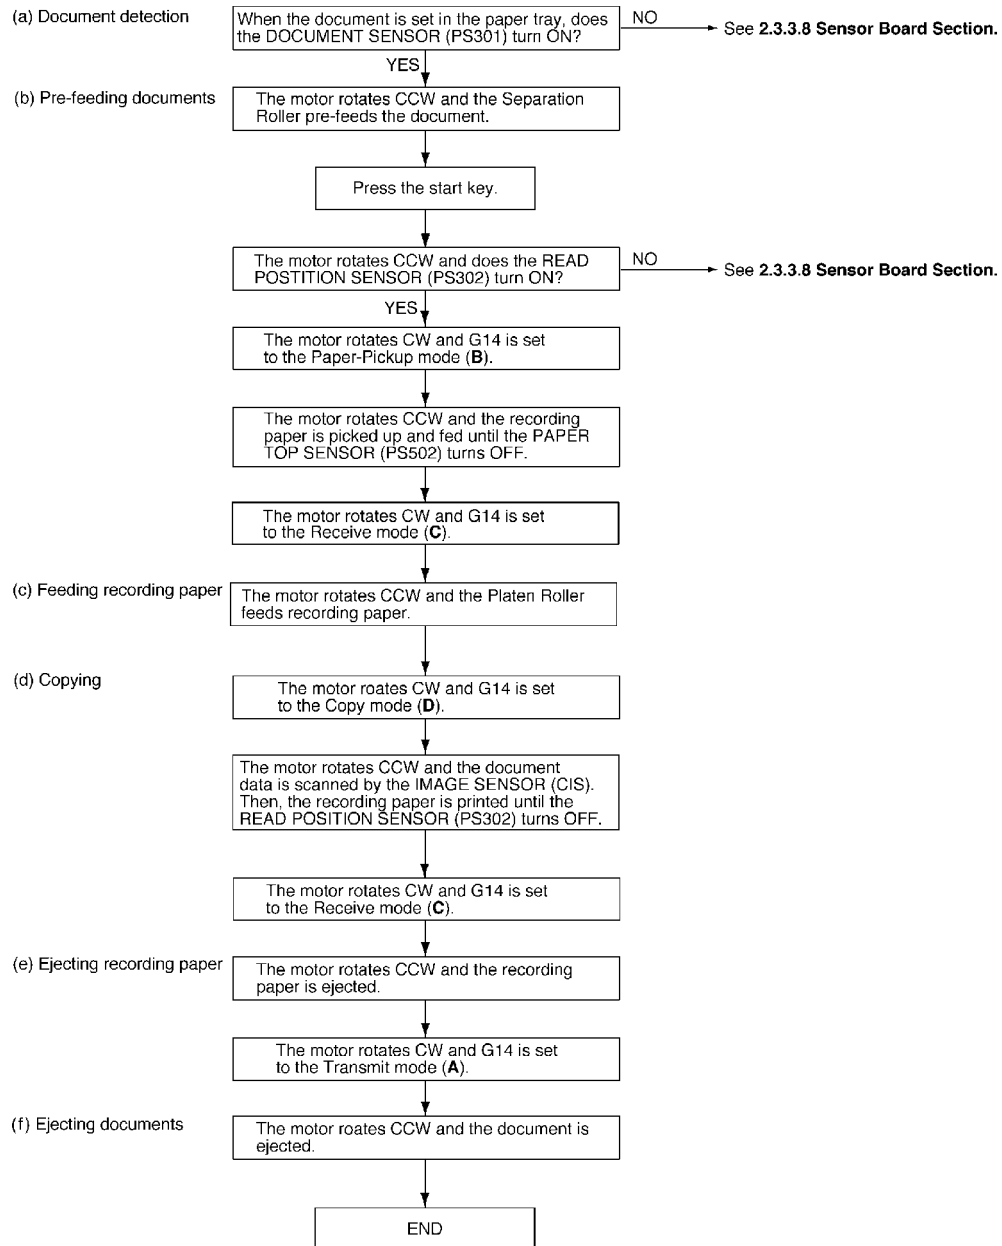 (a) Document detection
When the document is set in the paper tray, does
the DOCUMENT SENSOR (PS301) turn ON?
NO
See 2.3.3.8 Sensor Board Section.
YES
(b) Pre-feeding documents
The motor rotates CCW and the Separation
Roller pre-feeds the document.
Press the start key.
The motor rotates CCW and does the READ
POSTITION SENSOR (PS302) turn ON?
NO
See 2.3.3.8 Sensor Board Section.
YES
The motor rotates CW and G14 is set
to the Paper-Pickup mode (B).
The motor rotates CCW and the recording
paper is picked up and fed until the PAPER
TOP SENSOR (PS502) turns OFF.
The motor rotates CW and G14 is set
to the Receive mode (C).
(c) Feeding recording paper
The motor rotates CCW and the Platen Roller
feeds recording paper.
(d) Copying
The motor roates CW and G14 is set
to the Copy mode (D).
The motor rotates CCW and the document
data is scanned by the IMAGE SENSOR (CIS).
Then, the recording paper is printed until the
READ POSITION SENSOR (PS302) turns OFF.
The motor rotates CW and G14 is set
to the Receive mode (C).
(e) Ejecting recording paper
The motor rotates CCW and the recording
paper is ejected.
The motor rotates CW and G14 is set
to the Transmit mode (A).
(f) Ejecting documents
The motor roates CCW and the document is
ejected.
END